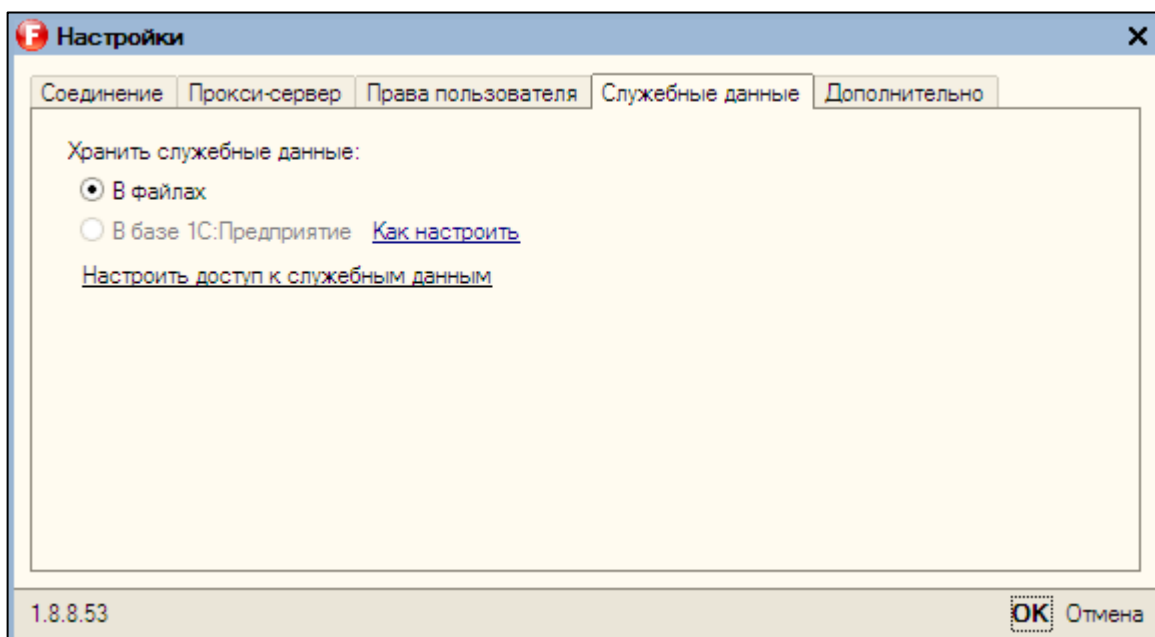 Настройки
Соединение Прокси-сервер Права пользователя Служебные данные Дополнительно
Хранить служебные данные:
В файлах
В базе 1С:Предприятие Как настроить
Настроить доступ к служебным данным
1.8.8.53 OK Отмена